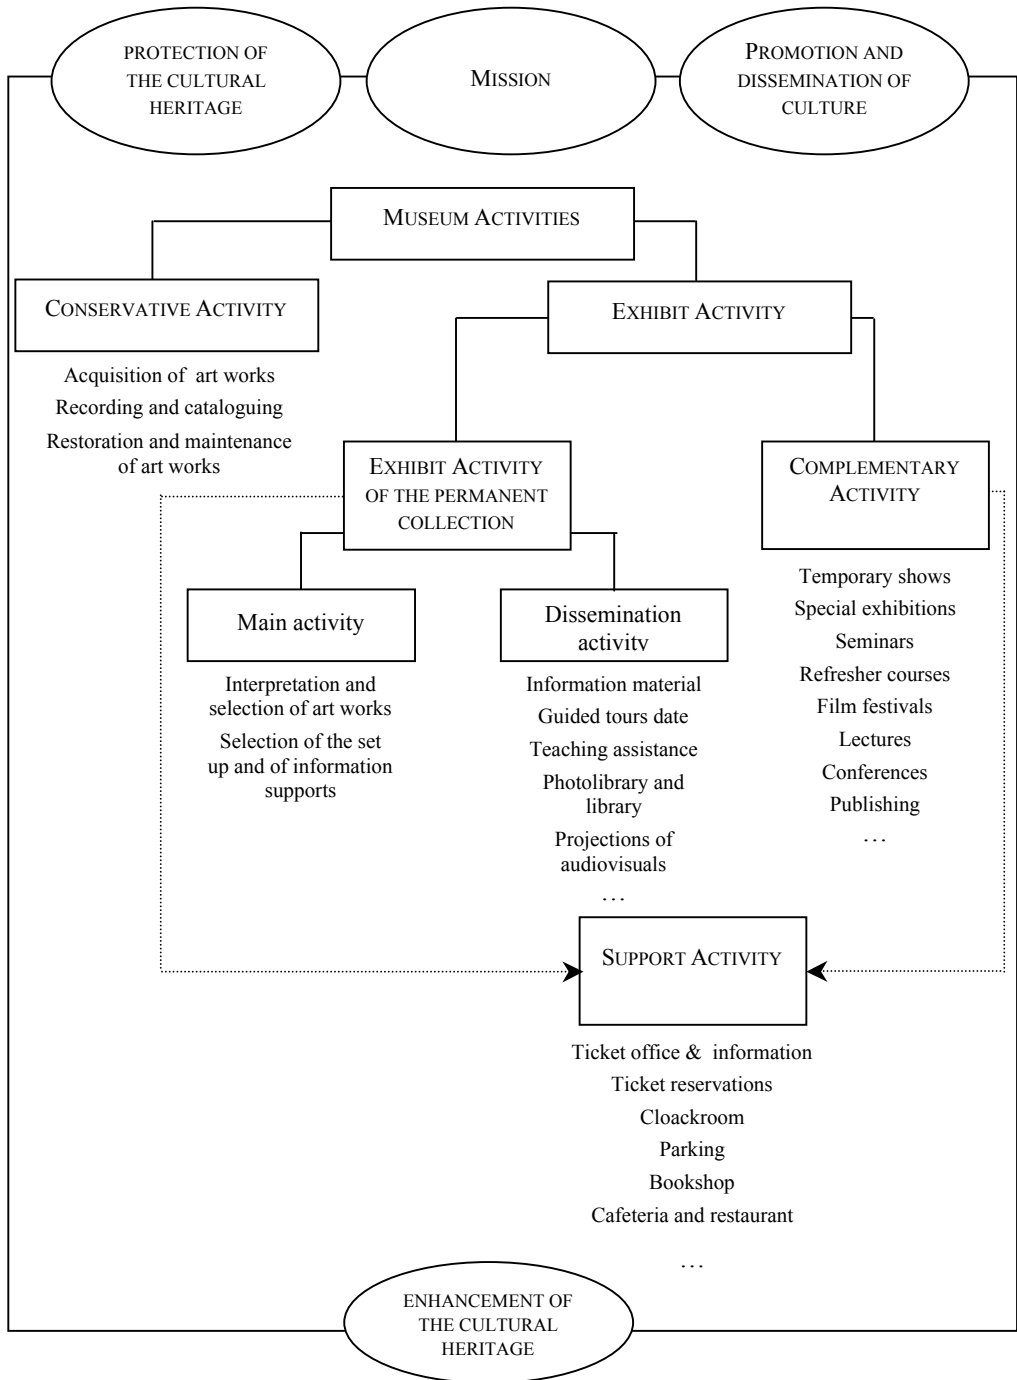 PROTECTION OF
THE CULTURAL
HERITAGE
MISSION
PROMOTION AND
DISSEMINATION OF
CULTURE
MUSEUM ACTIVITIES
CONSERVATIVE ACTIVITY
Acquisition of art works
Recording and cataloguing
Restoration and maintenance
of art works
EXHIBIT ACTIVITY
EXHIBIT ACTIVITY
OF THE PERMANENT
COLLECTION
COMPLEMENTARY
ACTIVITY
Main activity
Interpretation and
selection of art works
Selection of the set
up and of information
supports
Dissemination
activity
Information material
Guided tours date
Teaching assistance
Photolibrary and
library
Projections of
audiovisuals
…
Temporary shows
Special exhibitions
Seminars
Refresher courses
Film festivals
Lectures
Conferences
Publishing
…
SUPPORT ACTIVITY
Ticket office & information
Ticket reservations
Cloackroom
Parking
Bookshop
Cafeteria and restaurant
…
ENHANCEMENT OF
THE CULTURAL
HERITAGE